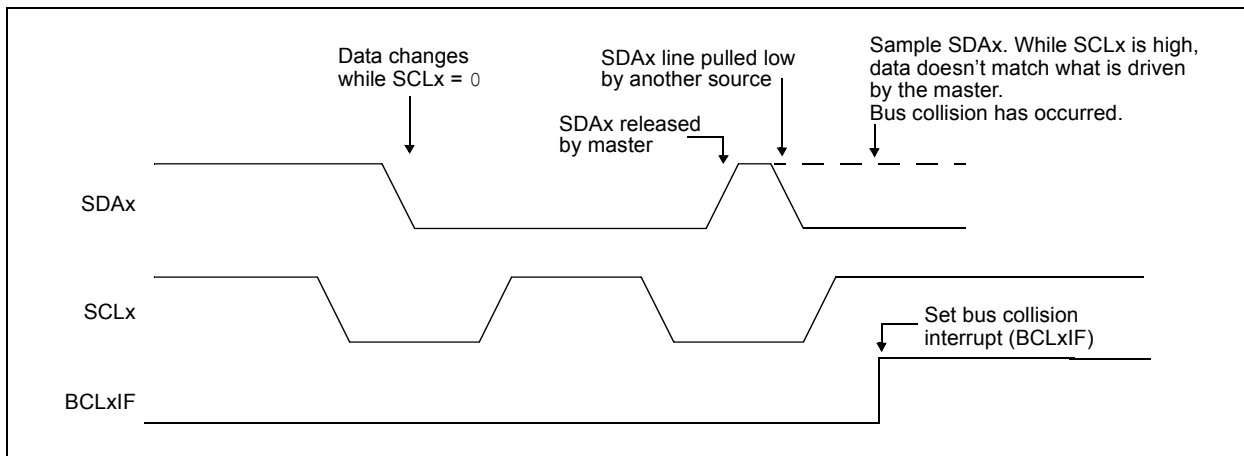 Data changes
while SCLx = 0
SDAx line pulled low
by another source
Sample SDAx. While SCLx is high,
data doesn’t match what is driven
by the master.
Bus collision has occurred.
SDAx released
by master
SDAx
SCLx
Set bus collision
interrupt (BCLxIF)
BCLxIF